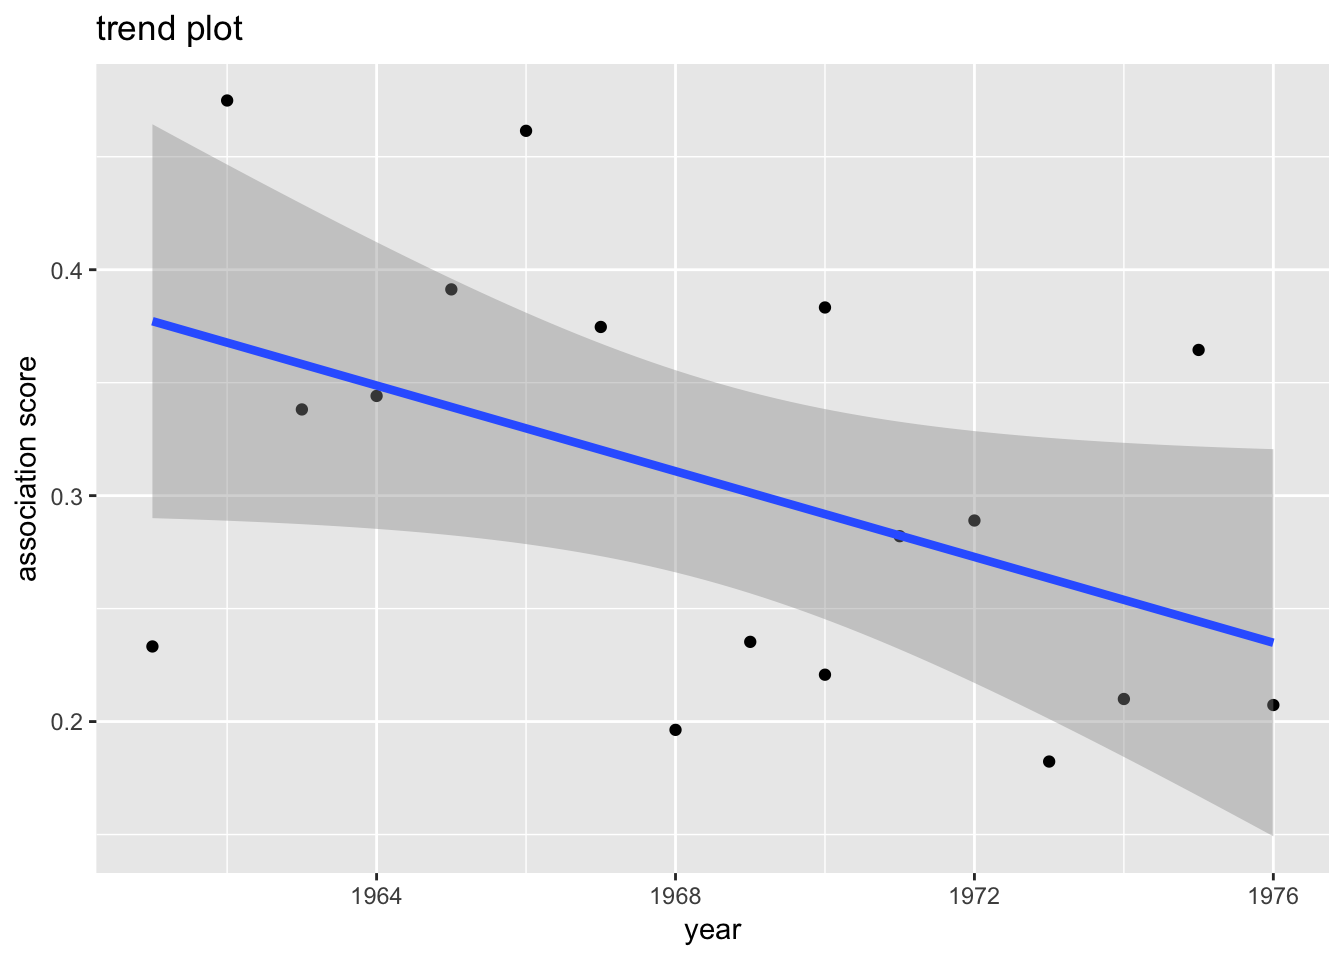 trend plot
association score
0.4
0.3
0.2
1964 1968 1972 1976
year